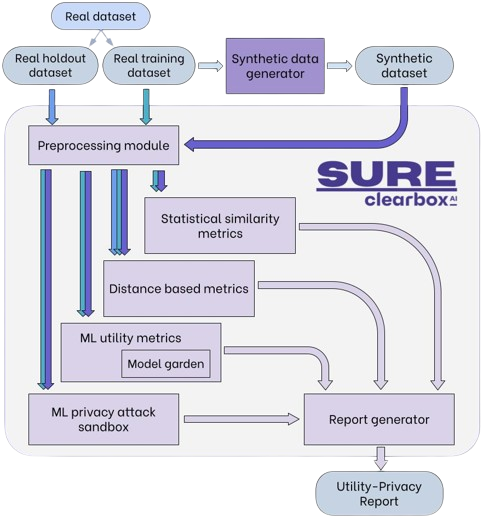 Real dataset
Real holdout
dataset
Real training
dataset
Synthetic data
generator
Synthetic
dataset
Preprocessing module
SURE
clearbox AI
Statistical similarity
metrics
Distance based metrics
ML utility metrics
Model garden
ML privacy attack
sandbox
Report generator
Utility-Privacy
Report